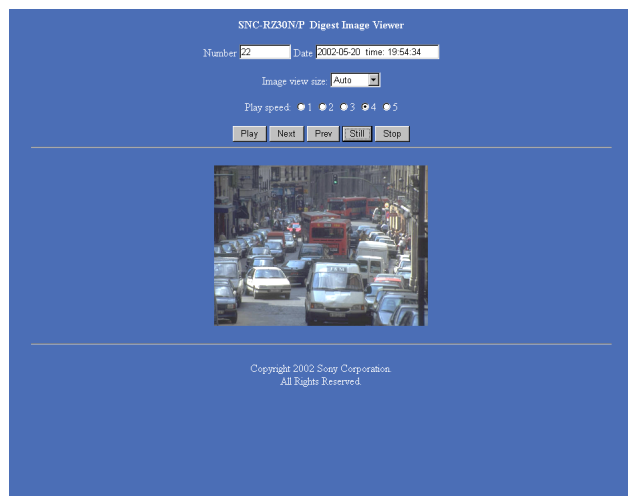 SNC-RZ30N/P Digest Image Viewer
Number 22 Date 2002-05-20 time: 19:54:34
Image view size: Auto
Play speed: 1 2 3 4 5
Play Next Prev Still Stop
Copyright 2002 Sony Corporation.
All Rights Reserved.